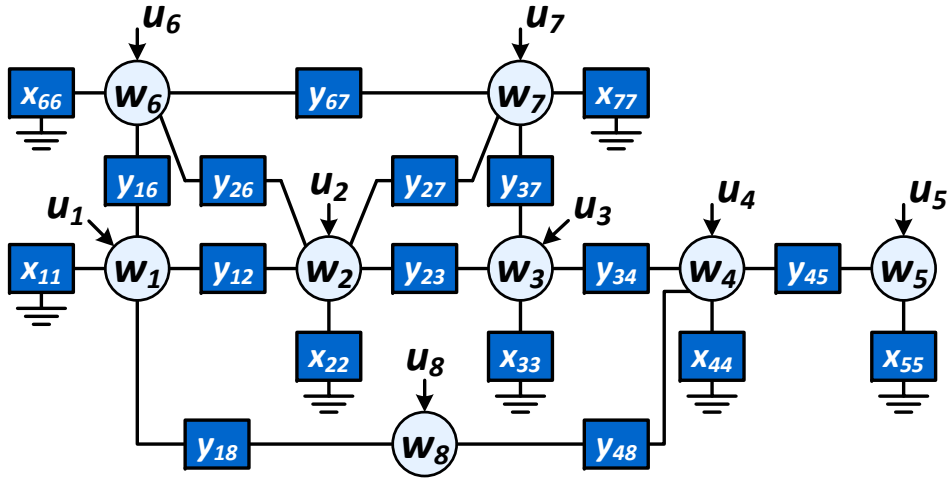 u6 u7
x66 w6 y67 w7 x77
y16 y26 u2 y27 y37
u1 u3 u4 u5
x11 w1 y12 w2 y23 w3 y34 w4 y45 w5
x22 x33 x44 x55
u8
y18 w8 y48